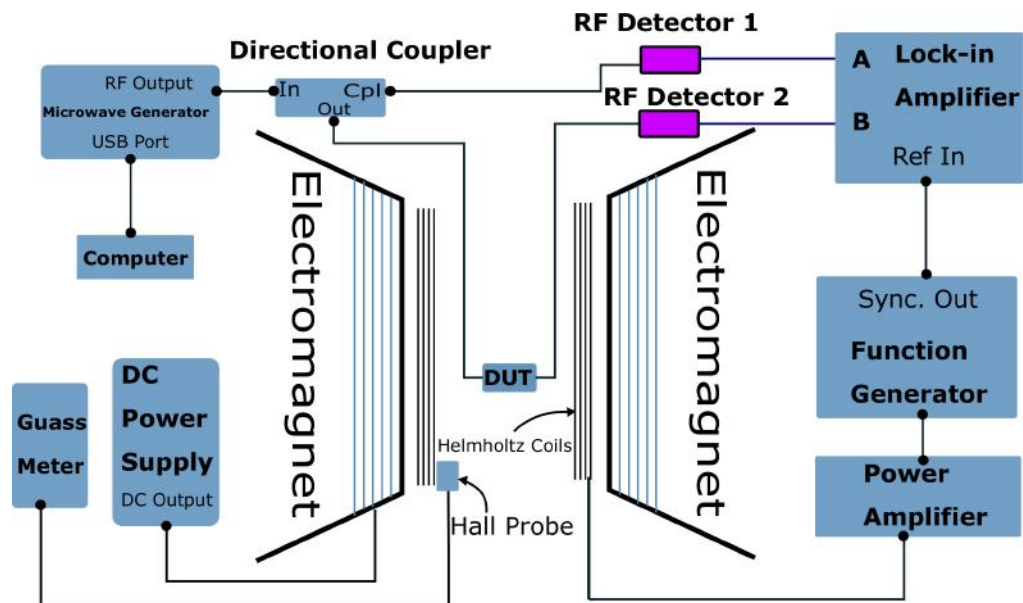 RF Detector 1
Directional Coupler
RF Output
Microwave Generator
USB Port
In
Cpl
Out
RF Detector 2
A
Lock-in
Amplifier
B
Ref In
Computer
Electromagnet
Electromagnet
Sync. Out
Function
Generator
DUT
Helmholtz Coils
Guass
Meter
DC
Power
Supply
DC Output
Hall Probe
Power
Amplifier